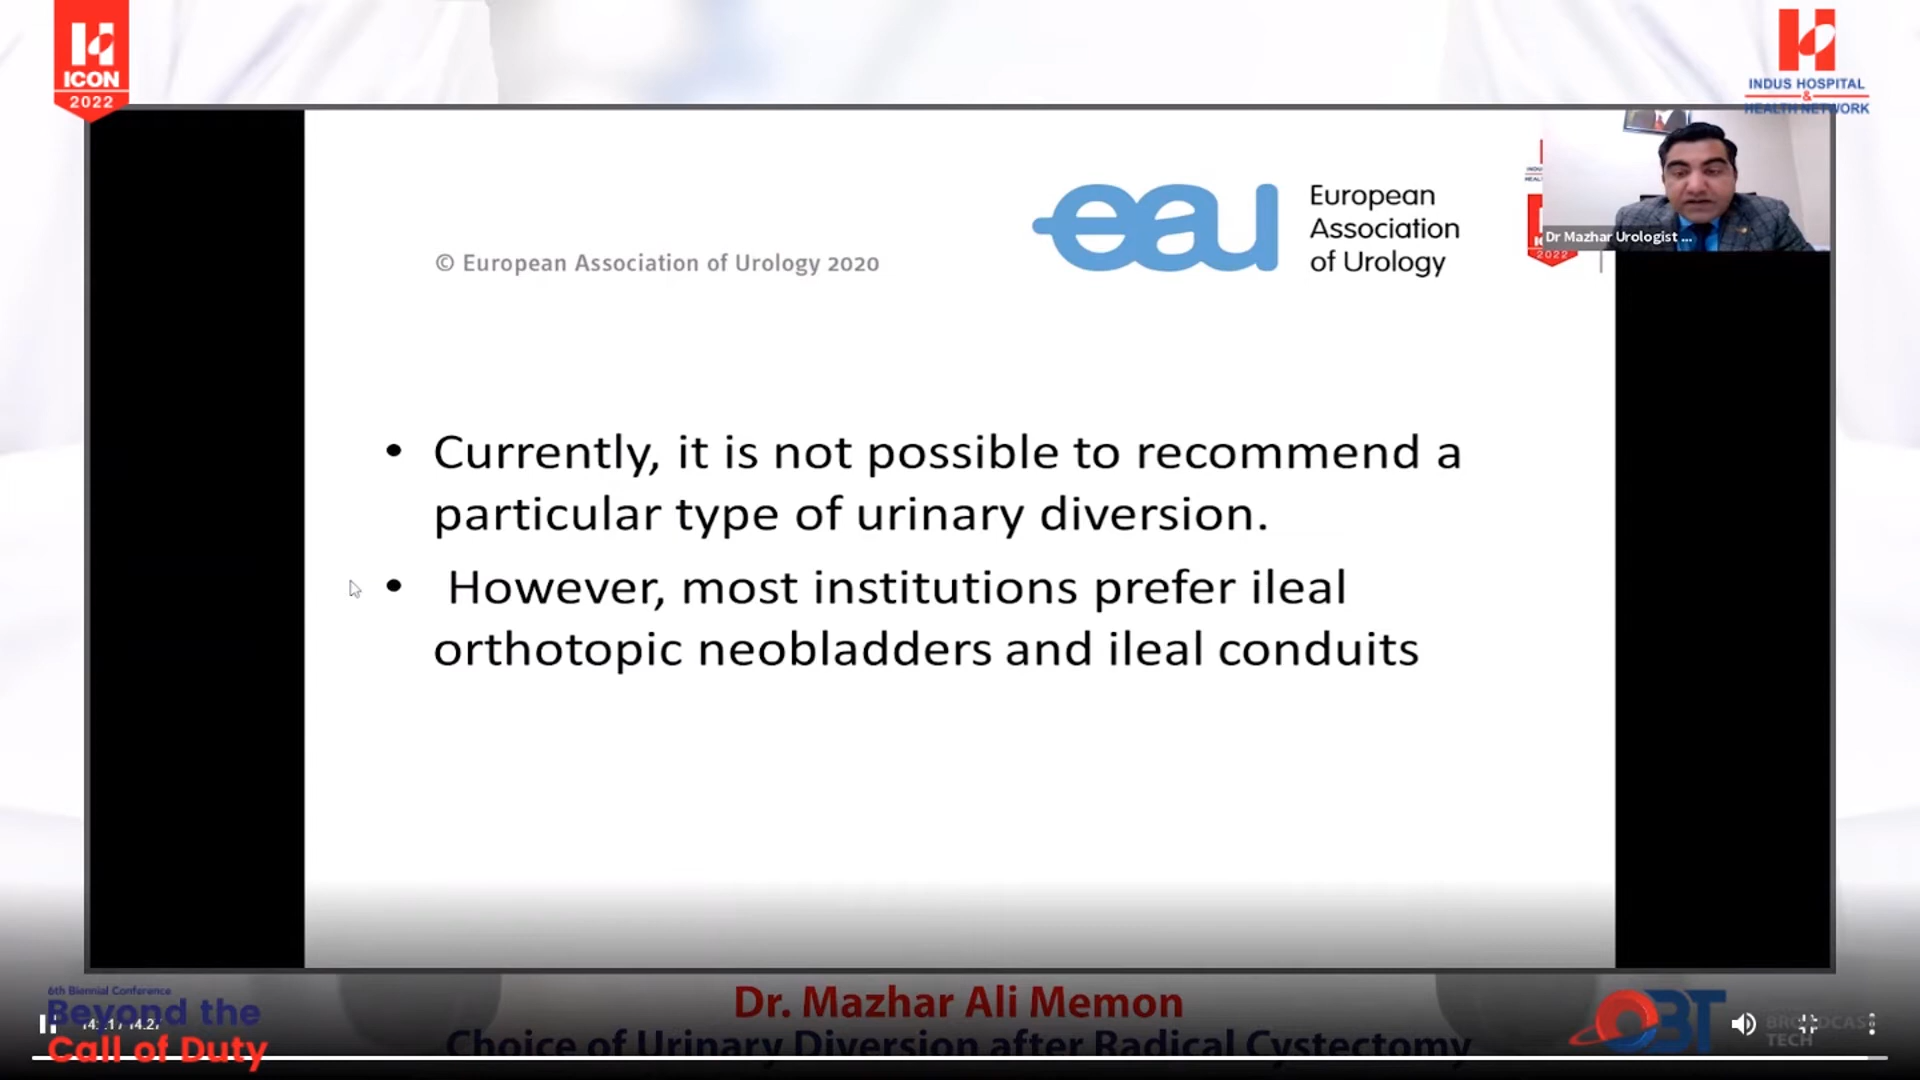 ICON
2022
INDUS HOSPITAL
&
HEALTH NETWORK
© European Association of Urology 2020
eau
European
Association
of Urology
2022
Dr Mazhar Urologist ...
• Currently, it is not possible to recommend a
particular type of urinary diversion.
• However, most institutions prefer ileal
orthotopic neobladders and ileal conduits
6th Biennial Conference
Beyond the
Call of Duty
Dr. Mazhar Ali Memon
Choice of Urinary Diversion after Radical Cystectomy
OBT
BROADCAST
TECH